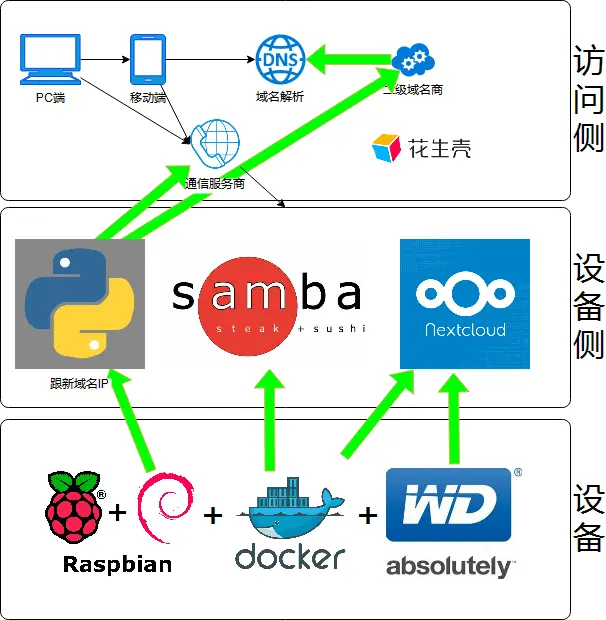 PC端
移动端
DNS
域名解析
二级域名商
通信服务商
花生壳
访问侧
samba
steak + sushi
Nextcloud
跟新域名IP
设备侧
Raspbian
®
+
+
docker
+
WD®
absolutely™
设备